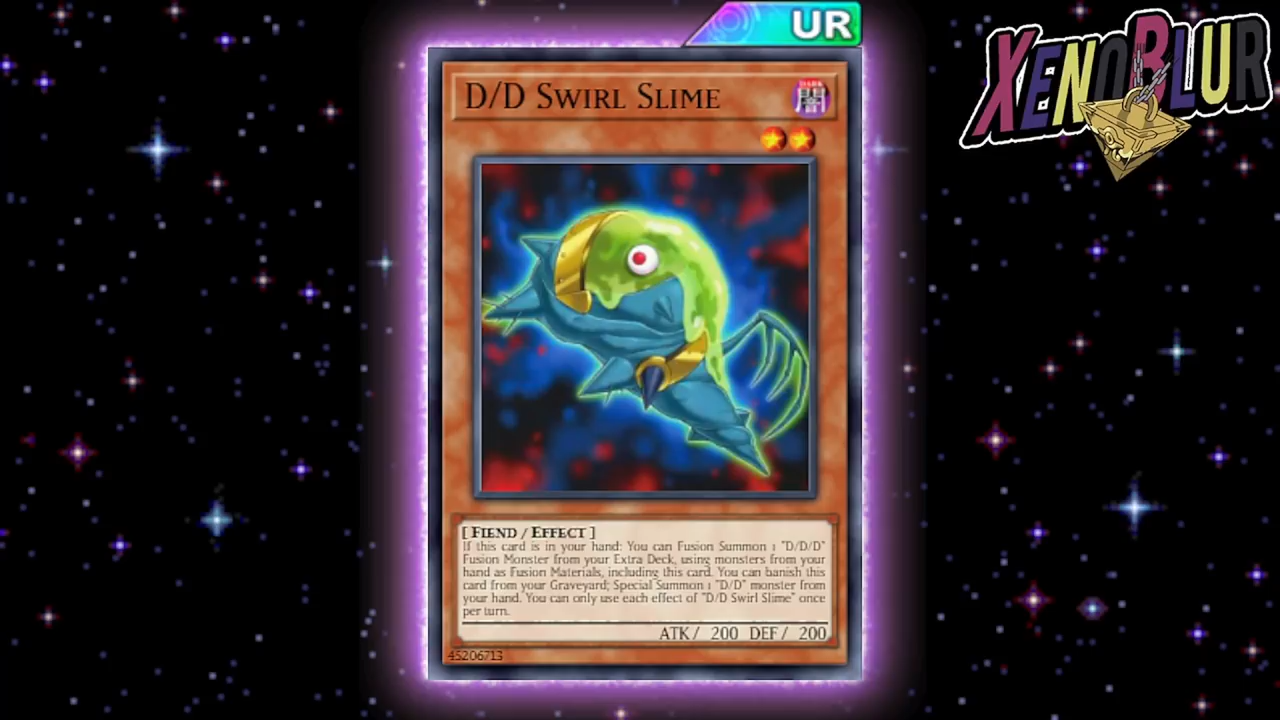 UR
XENOBLUR
D/D SWIRL SLIME
DARK
闇
[ FIEND / EFFECT ]
If this card is in your hand: You can Fusion Summon 1 "D/D/D"
Fusion Monster from your Extra Deck, using monsters from your
hand as Fusion Materials, including this card. You can banish this
card from your Graveyard; Special Summon 1 "D/D" monster from
your hand. You can only use each effect of "D/D Swirl Slime" once
per turn.
ATK/ 200 DEF/ 200
45206713